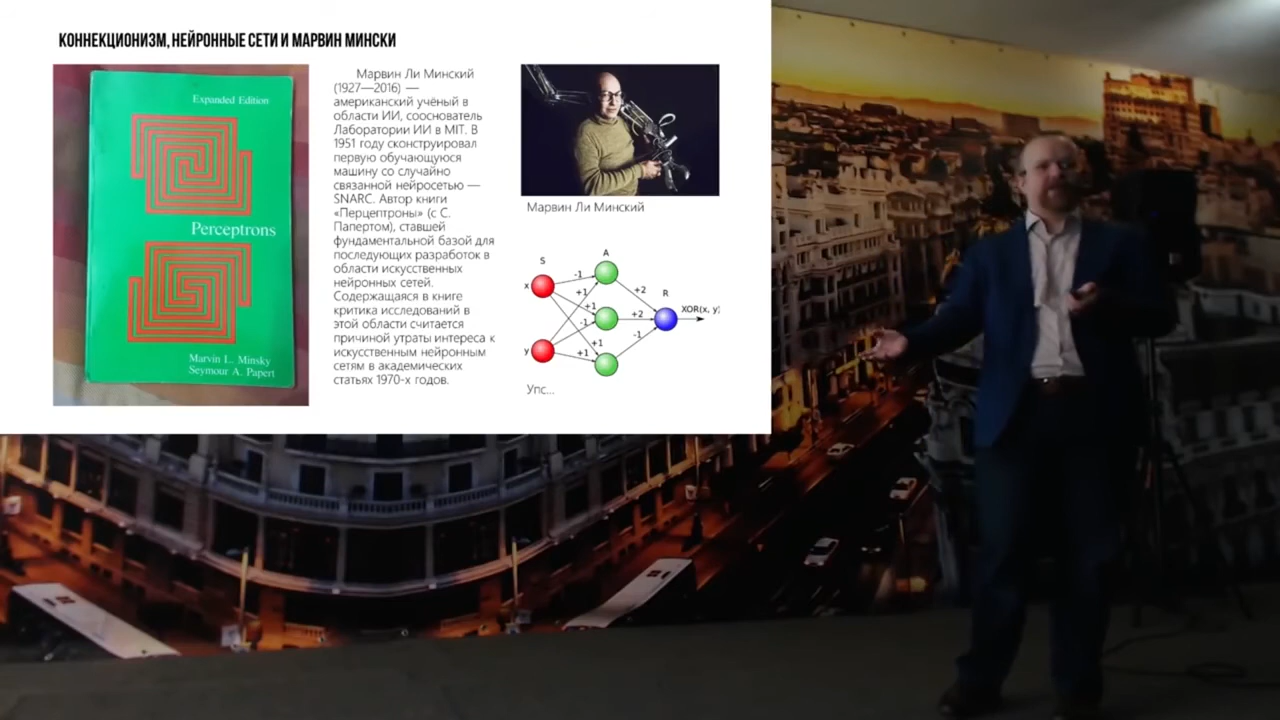 КОННЕКЦИОНИЗМ, НЕЙРОННЫЕ СЕТИ И МАРВИН МИНСКИ
Expanded Edition
Perceptrons
Marvin L. Minsky
Seymour A. Papert
Марвин Ли Минский
(1927—2016) —
американский учёный в
области ИИ, сооснователь
Лаборатории ИИ в MIT. В
1951 году сконструировал
первую обучающуюся
машину со случайно
связанной нейросетью —
SNARC. Автор книги
«Перцептроны» (с С.
Папертом), ставшей
фундаментальной базой для
последующих разработок в
области искусственных
нейронных сетей.
Содержащаяся в книге
критика исследований в
этой области считается
причиной утраты интереса к
искусственным нейронным
сетям в академических
статьях 1970-х годов.
Марвин Ли Минский
S
A
R
x
y
-1
+1
+1
-1
+1
+1
+2
+2
-1
XOR(x, y)
Упс...